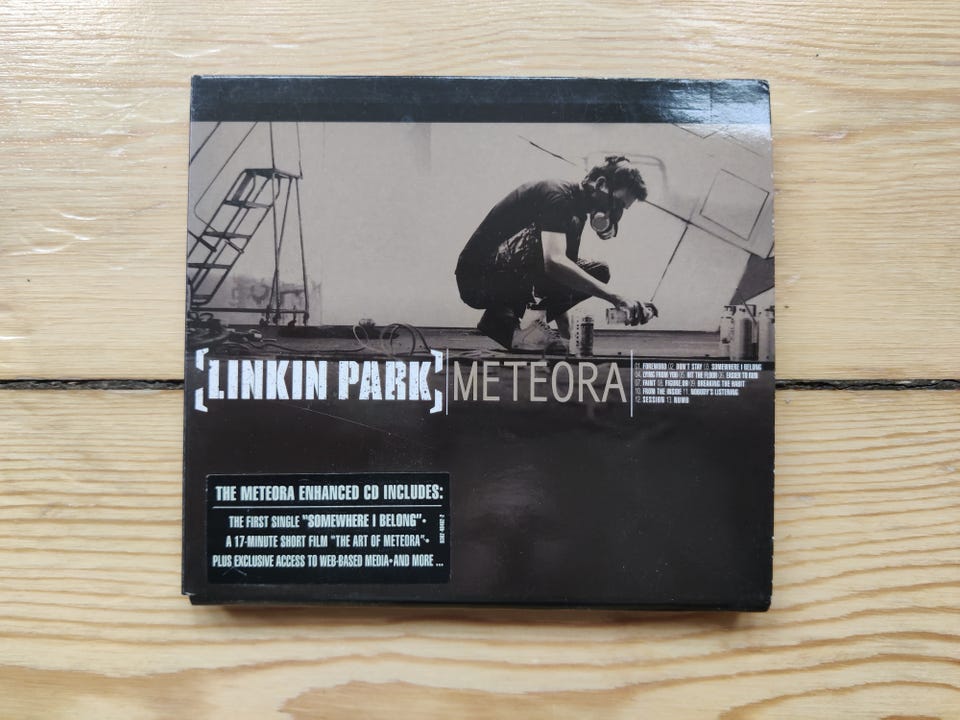 [LINKIN PARK]
METEORA
01. FOREWORD 02. DON'T STAY 03. SOMEWHERE I BELONG
04. LYING FROM YOU 05. HIT THE FLOOR 06. EASIER TO RUN
07. FAINT 08. FIGURE.09 09. BREAKING THE HABIT
10. FROM THE INSIDE 11. NOBODY'S LISTENING
12. SESSION 13. NUMB
THE METEORA ENHANCED CD INCLUDES:
THE FIRST SINGLE "SOMEWHERE I BELONG"•
A 17-MINUTE SHORT FILM "THE ART OF METEORA"•
PLUS EXCLUSIVE ACCESS TO WEB-BASED MEDIA•AND MORE ...